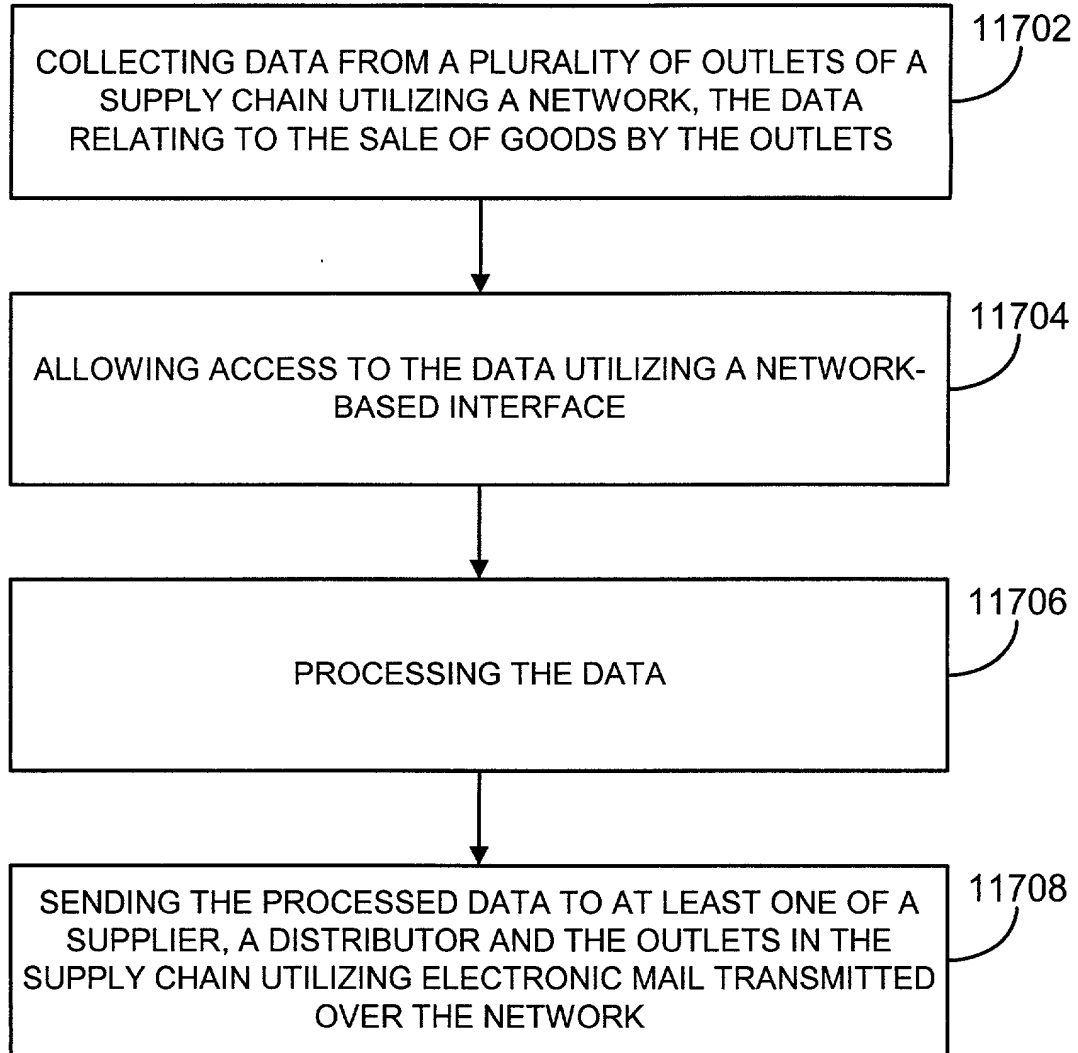 11702
COLLECTING DATA FROM A PLURALITY OF OUTLETS OF A
SUPPLY CHAIN UTILIZING A NETWORK, THE DATA
RELATING TO THE SALE OF GOODS BY THE OUTLETS
11704
ALLOWING ACCESS TO THE DATA UTILIZING A NETWORK-
BASED INTERFACE
11706
PROCESSING THE DATA
11708
SENDING THE PROCESSED DATA TO AT LEAST ONE OF A
SUPPLIER, A DISTRIBUTOR AND THE OUTLETS IN THE
SUPPLY CHAIN UTILIZING ELECTRONIC MAIL TRANSMITTED
OVER THE NETWORK